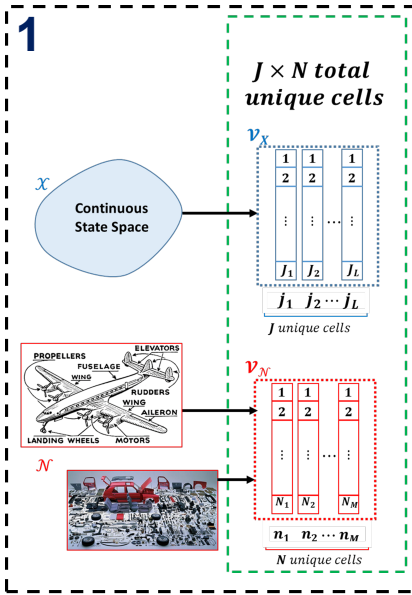 1
J × N total
unique cells
𝒱_X
1 1 1
2 2 2
⋮ ⋮ ⋯ ⋮
J_1 J_2 J_L
j_1 j_2 ⋯ j_L
J unique cells
𝒳
Continuous
State Space
ELEVATORS
PROPELLERS
FUSELAGE
WING
RUDDERS
WING
AILERON
LANDING WHEELS
MOTORS
𝒩
𝒱_𝒩
1 1 1
2 2 2
⋮ ⋮ ⋯ ⋮
N_1 N_2 N_M
n_1 n_2 ⋯ n_M
N unique cells